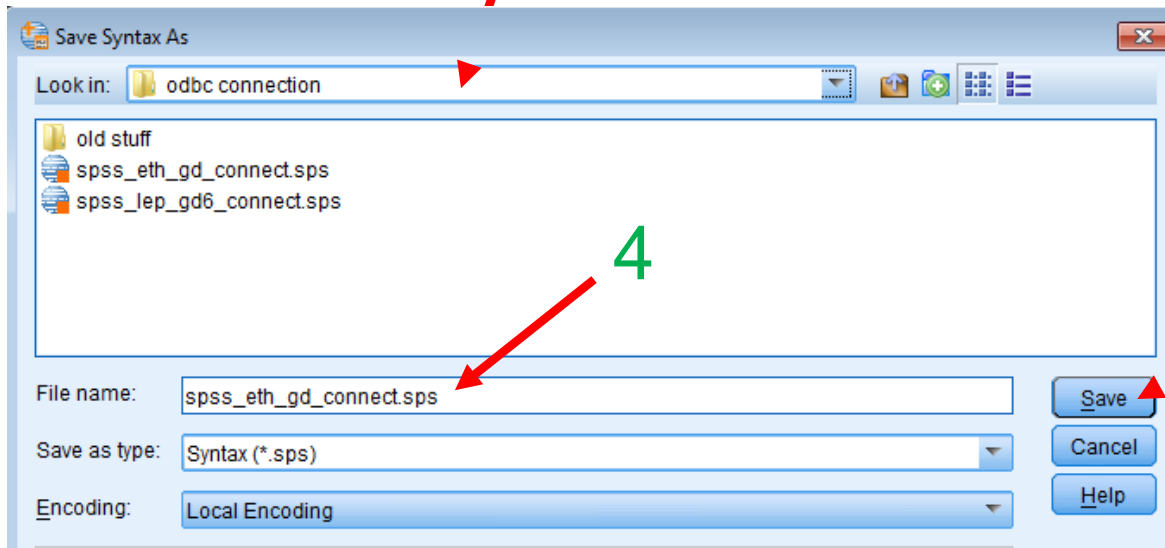 Save Syntax As
Look in: odbc connection
old stuff
spss_eth_gd_connect.sps
spss_lep_gd6_connect.sps
4
File name: spss_eth_gd_connect.sps Save
Save as type: Syntax (*.sps) Cancel
Encoding: Local Encoding Help